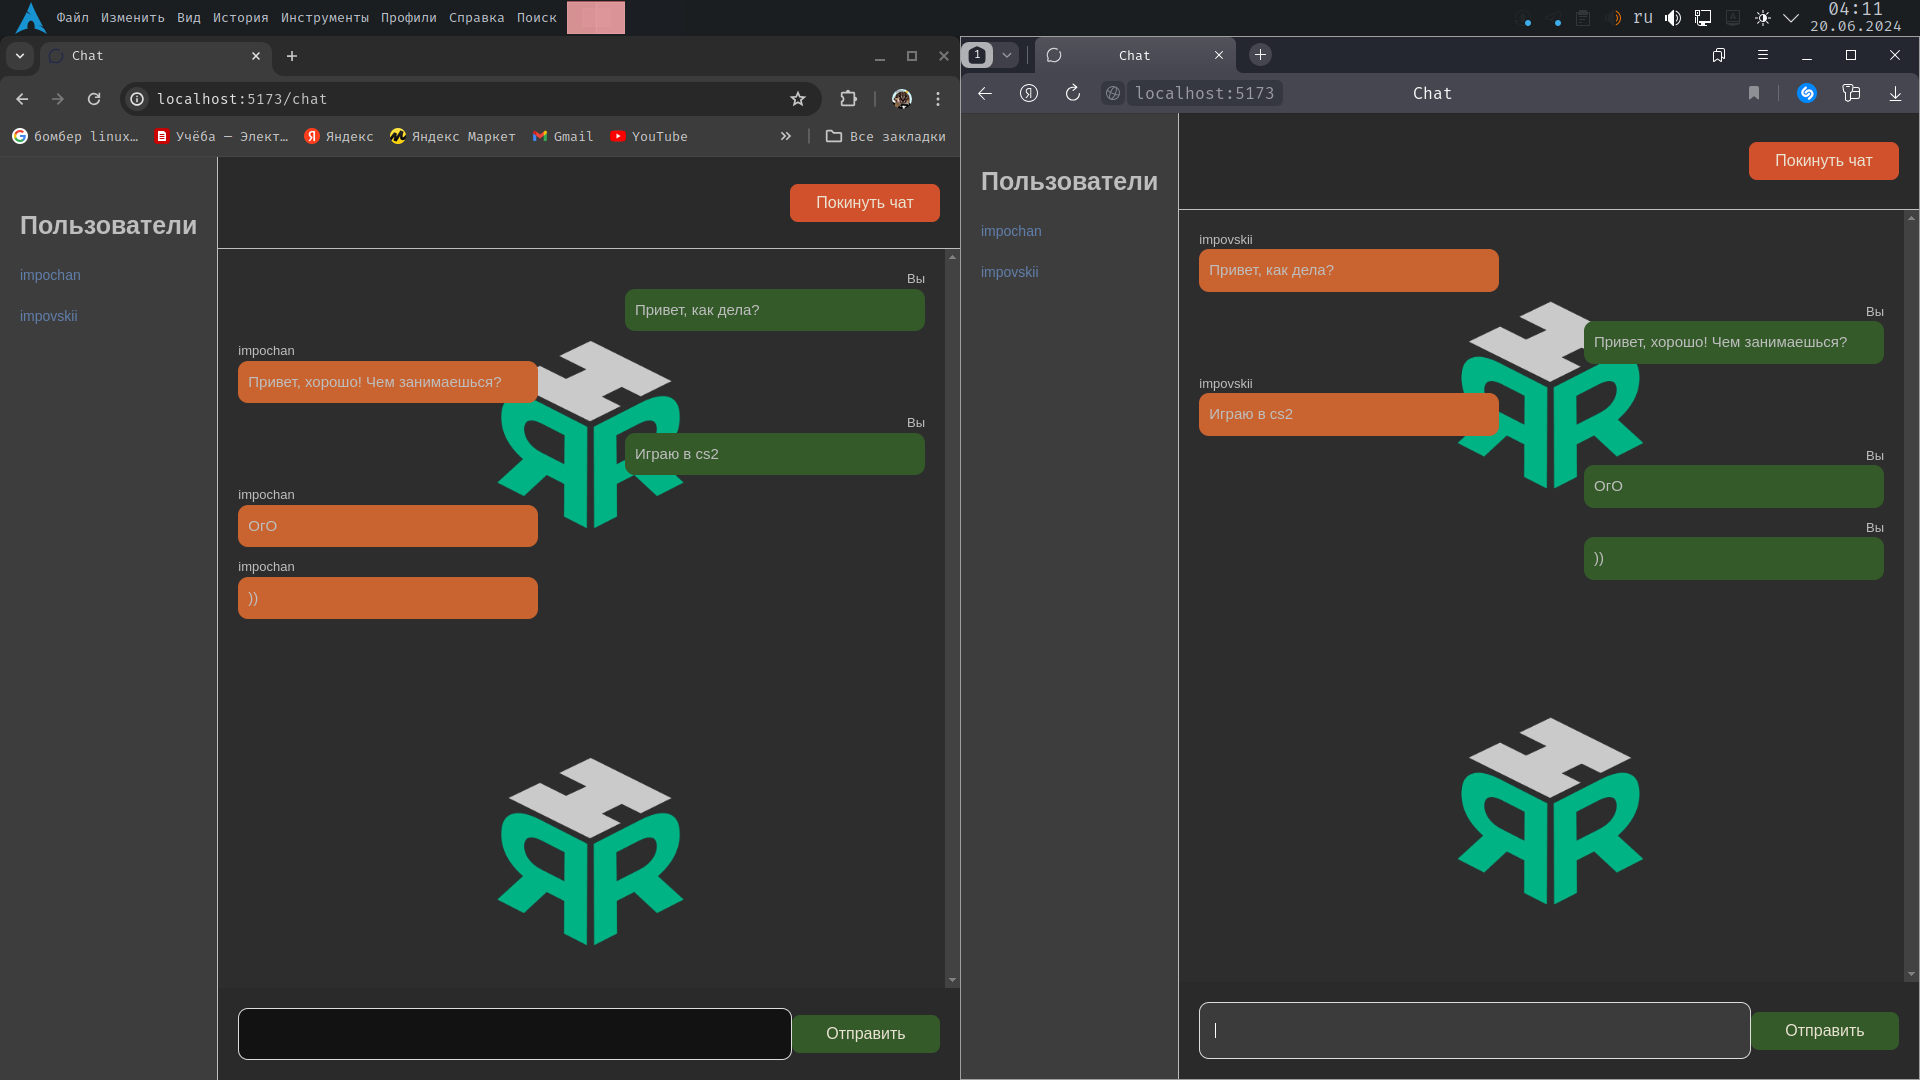 Файл Изменить Вид История Инструменты Профили Справка Поиск
ru
04:11
20.06.2024
Chat
localhost:5173/chat
бомбер linux…
Учёба — Элект…
Яндекс
Яндекс Маркет
Gmail
YouTube
Все закладки
Пользователи
impochan
impovskii
Покинуть чат
Вы
Привет, как дела?
impochan
Привет, хорошо! Чем занимаешься?
Вы
Играю в cs2
impochan
ОгО
impochan
))
Отправить
1
Chat
localhost:5173
Chat
Пользователи
impochan
impovskii
Покинуть чат
impovskii
Привет, как дела?
Вы
Привет, хорошо! Чем занимаешься?
impovskii
Играю в cs2
Вы
ОгО
Вы
))
Отправить